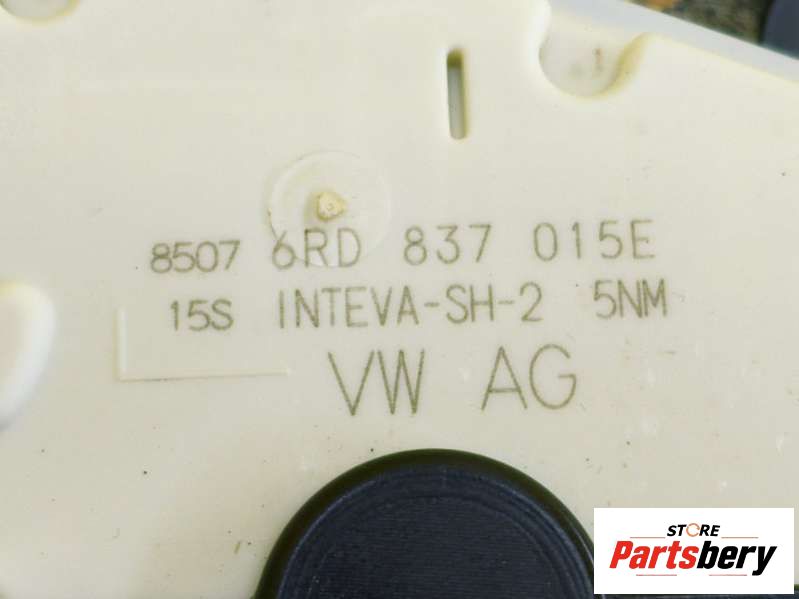 8507 6RD 837 015E
15S INTEVA-SH-2 5NM
VW AG
STORE
Partsbery